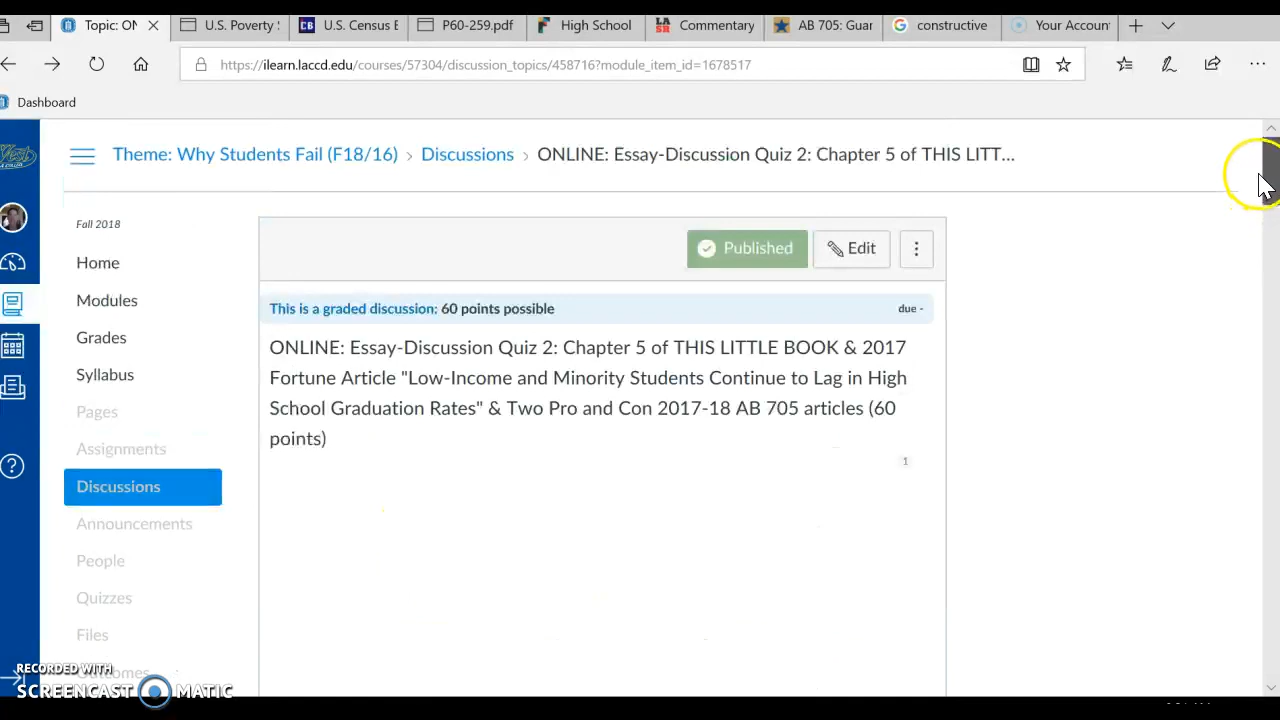 Topic: ON
U.S. Poverty
U.S. Census E
P60-259.pdf
High School
Commentary
AB 705: Guar
constructive
Your Accoun
https://ilearn.laccd.edu/courses/57304/discussion_topics/458716?module_item_id=1678517
Dashboard
Theme: Why Students Fail (F18/16) › Discussions › ONLINE: Essay-Discussion Quiz 2: Chapter 5 of THIS LITT...
Fall 2018
Home
Modules
Grades
Syllabus
Pages
Assignments
Discussions
Announcements
People
Quizzes
Files
Outcomes
Published
Edit
This is a graded discussion: 60 points possible
due -
ONLINE: Essay-Discussion Quiz 2: Chapter 5 of THIS LITTLE BOOK & 2017
Fortune Article "Low-Income and Minority Students Continue to Lag in High
School Graduation Rates" & Two Pro and Con 2017-18 AB 705 articles (60
points)
1
RECORDED WITH
SCREENCAST MATIC